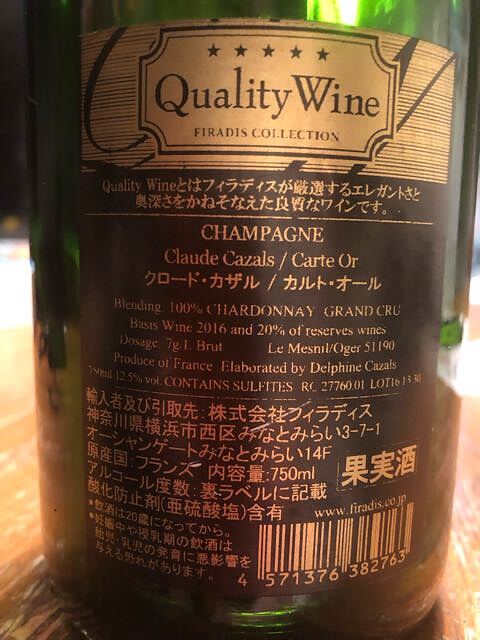 ★★★★★
Quality Wine
FIRADIS COLLECTION
Quality Wineとはフィラディスが厳選するエレガントさと
奥深さをかねそなえた良質なワインです。
CHAMPAGNE
Claude Cazals / Carte Or
クロード・カザル / カルト・オール
Blending. 100% CHARDONNAY GRAND CRU
Basis Wine 2016 and 20% of reserves wines
Dosage 7g/L Brut Le Mesnil/Oger 51190
Produce of France Elaborated by Delphine Cazals
750ml 12.5% vol. CONTAINS SULFITES RC 27760.01 LOT16 13 30
輸入者及び引取先:株式会社フィラディス
神奈川県横浜市西区みなとみらい3-7-1
オーシャンゲートみなとみらい14F
原産国:フランス 内容量:750ml
アルコール度数:裏ラベルに記載
酸化防止剤(亜硫酸塩)含有
果実酒
www.firadis.co.jp
●飲酒は20歳になってから。
●妊娠中や授乳期の飲酒は
胎児・乳児の発育に悪影響を
与える恐れがあります。
4 571376 382763